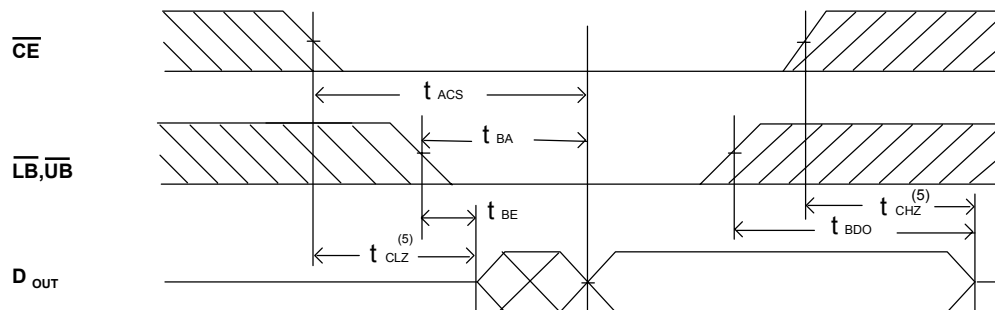 CE
t ACS
t BA
LB,UB
t BE
t CHZ (5)
t BDO
t CLZ (5)
D OUT